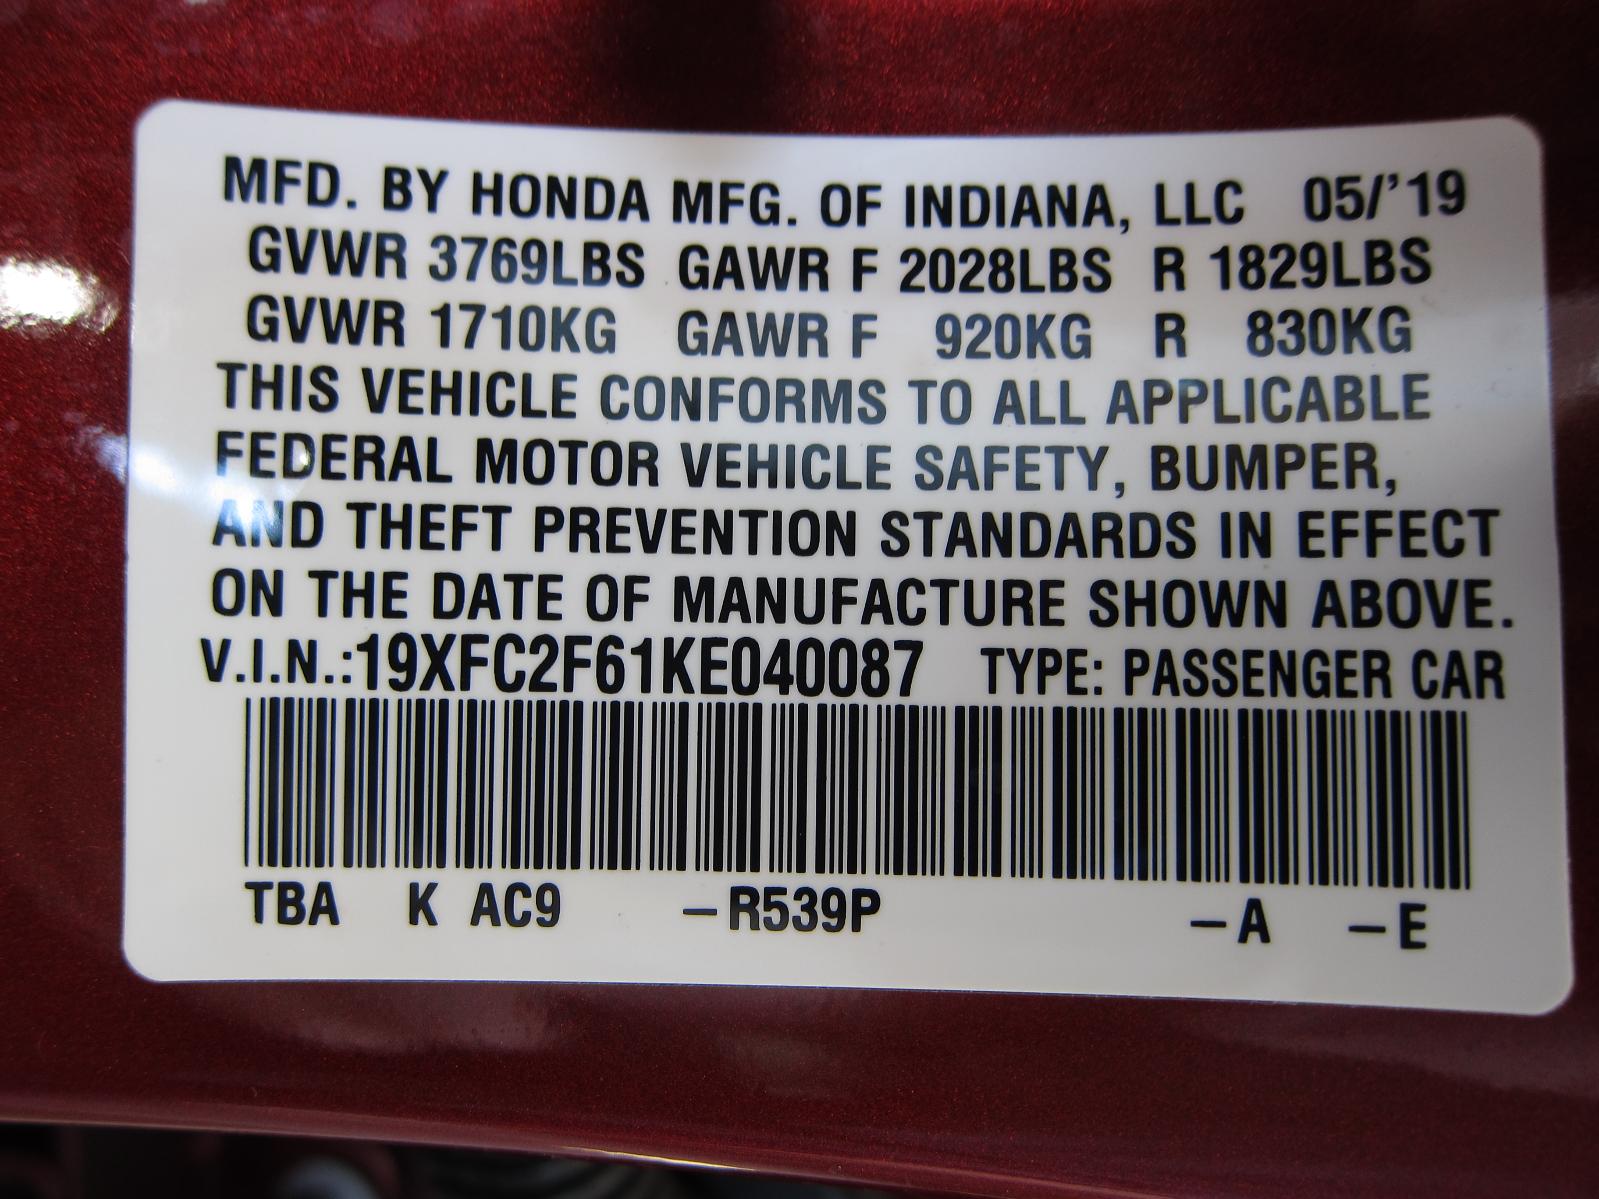 MFD. BY HONDA MFG. OF INDIANA, LLC 05/'19
GVWR 3769LBS GAWR F 2028LBS R 1829LBS
GVWR 1710KG GAWR F 920KG R 830KG
THIS VEHICLE CONFORMS TO ALL APPLICABLE
FEDERAL MOTOR VEHICLE SAFETY, BUMPER,
AND THEFT PREVENTION STANDARDS IN EFFECT
ON THE DATE OF MANUFACTURE SHOWN ABOVE.
V.I.N.:19XFC2F61KE040087 TYPE: PASSENGER CAR
TBA K AC9 –R539P –A –E